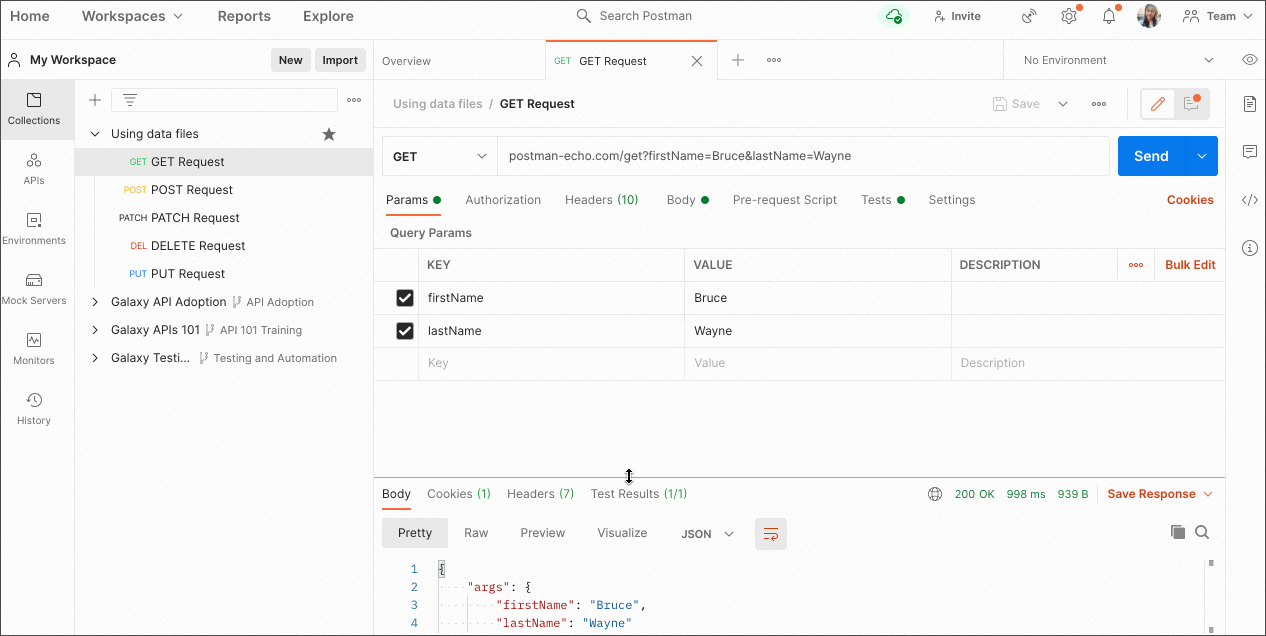 Home Workspaces Reports Explore Search Postman Invite Team
My Workspace New Import Overview GET GET Request No Environment
Collections
APIs
Environments
Mock Servers
Monitors
History
Using data files
GET GET Request
POST POST Request
PATCH PATCH Request
DEL DELETE Request
PUT PUT Request
Galaxy API Adoption API Adoption
Galaxy APIs 101 API 101 Training
Galaxy Testi... Testing and Automation
Using data files / GET Request Save
GET postman-echo.com/get?firstName=Bruce&lastName=Wayne Send
Params Authorization Headers (10) Body Pre-request Script Tests Settings Cookies
Query Params
KEY VALUE DESCRIPTION Bulk Edit
firstName Bruce
lastName Wayne
Key Value Description
Body Cookies (1) Headers (7) Test Results (1/1) 200 OK 998 ms 939 B Save Response
Pretty Raw Preview Visualize JSON
1 {
2 "args": {
3 "firstName": "Bruce",
4 "lastName": "Wayne"